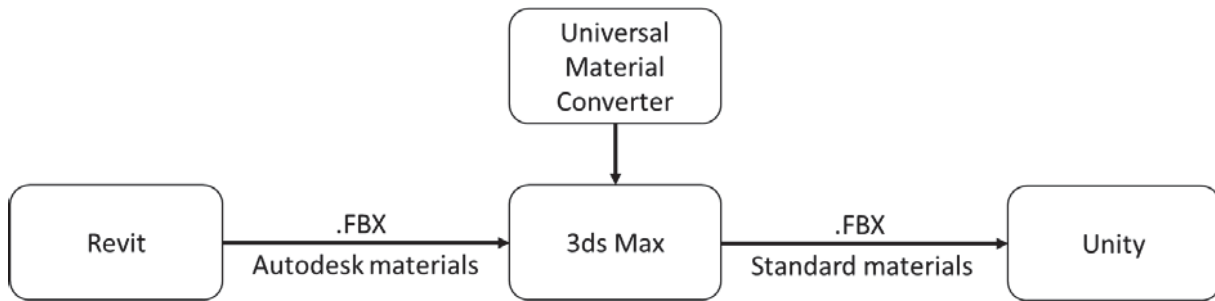 Universal
Material
Converter
Revit
.FBX
Autodesk materials
3ds Max
.FBX
Standard materials
Unity